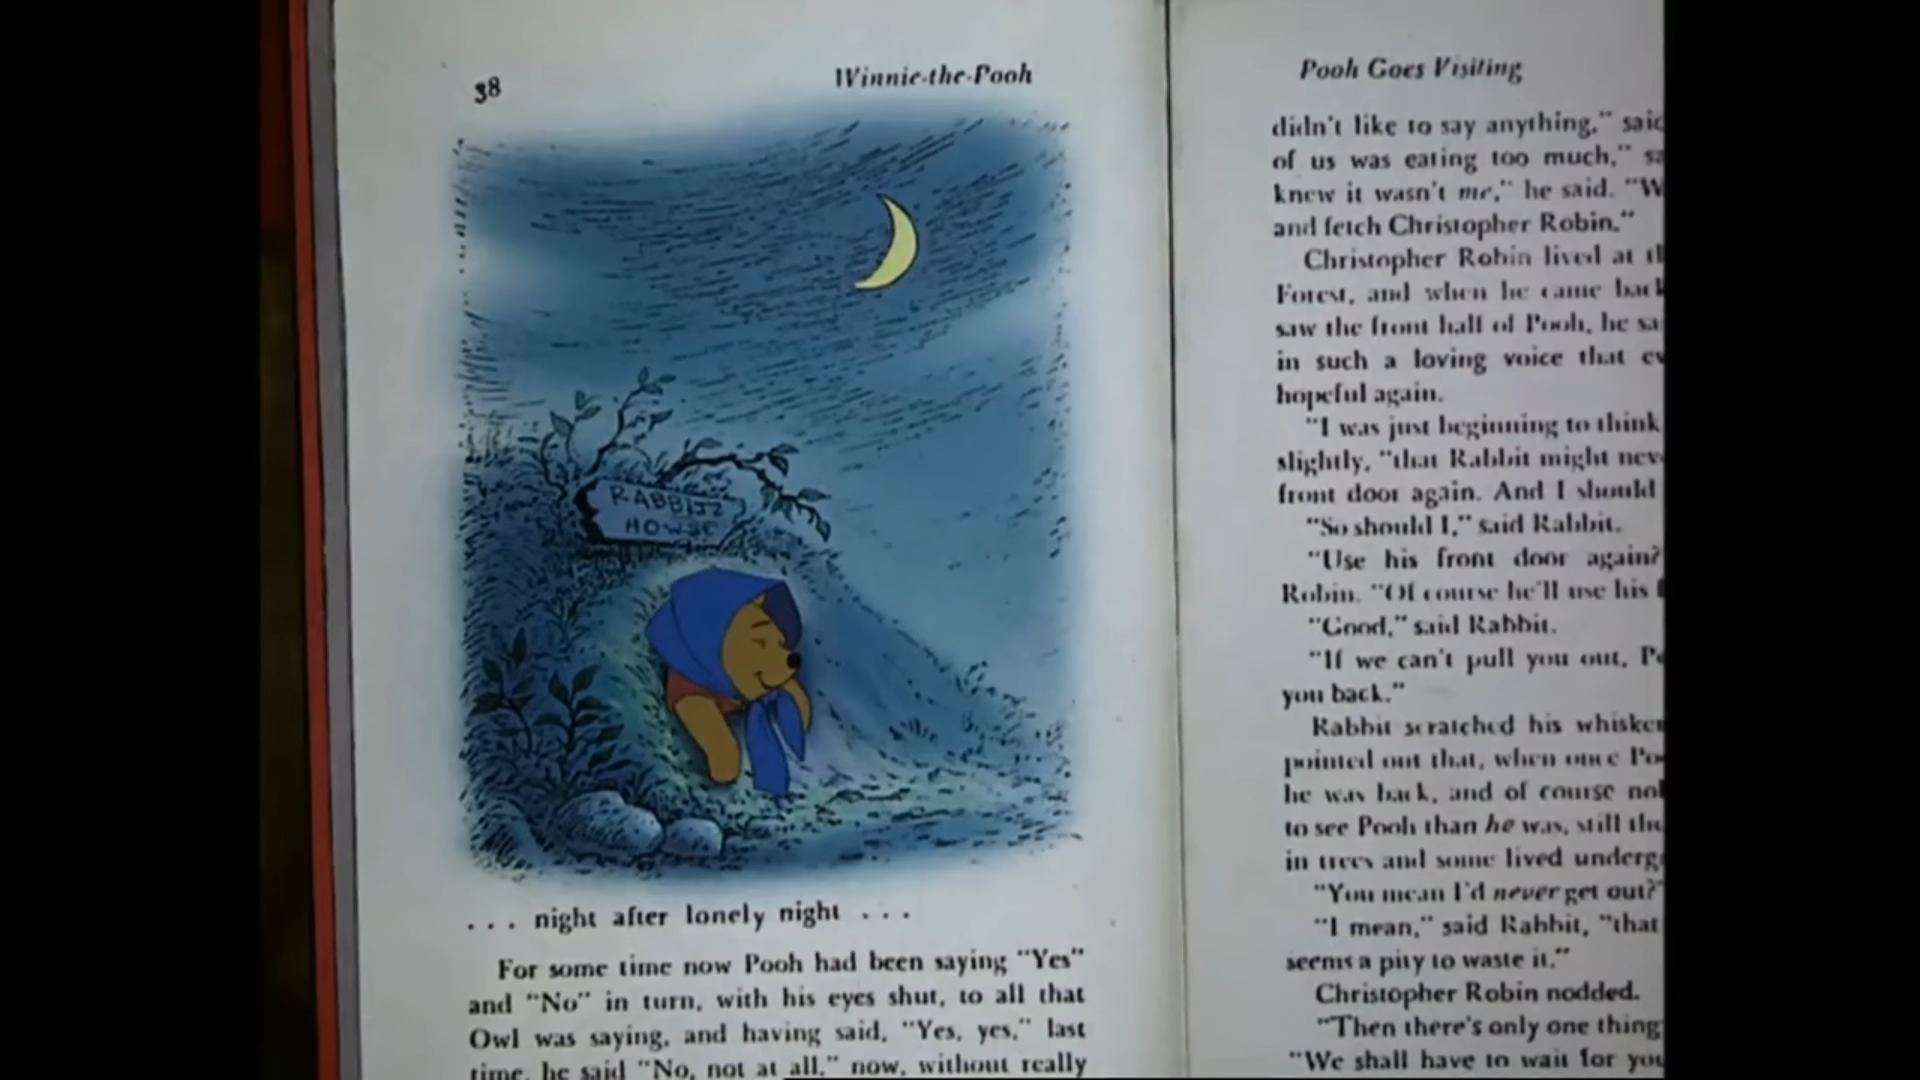 38
Winnie-the-Pooh
RABBITS
HOWSE
. . . night after lonely night . . .
For some time now Pooh had been saying "Yes"
and "No" in turn, with his eyes shut, to all that
Owl was saying, and having said, "Yes, yes," last
time, he said "No, not at all," now, without really
Pooh Goes Visiting
didn't like to say anything," said
of us was eating too much,"
knew it wasn't me," he said. "W
and fetch Christopher Robin."
Christopher Robin lived at
Forest, and when he came back
saw the front half of Pooh, he
in such a loving voice that
hopeful again.
"I was just beginning to think
slightly, "that Rabbit might
front door again. And I should
"So should I," said Rabbit.
"Use his front door again?
Robin. "Of course he'll use his
"Good," said Rabbit.
"If we can't pull you out,
you back."
Rabbit scratched his
pointed out that, when once
he was back, and of course
to see Pooh than he was, still
in trees and some lived
"You mean I'd never get out?"
"I mean," said Rabbit, "that
seems a pity to waste it."
Christopher Robin nodded.
"Then there's only one thing
"We shall have to wait for you